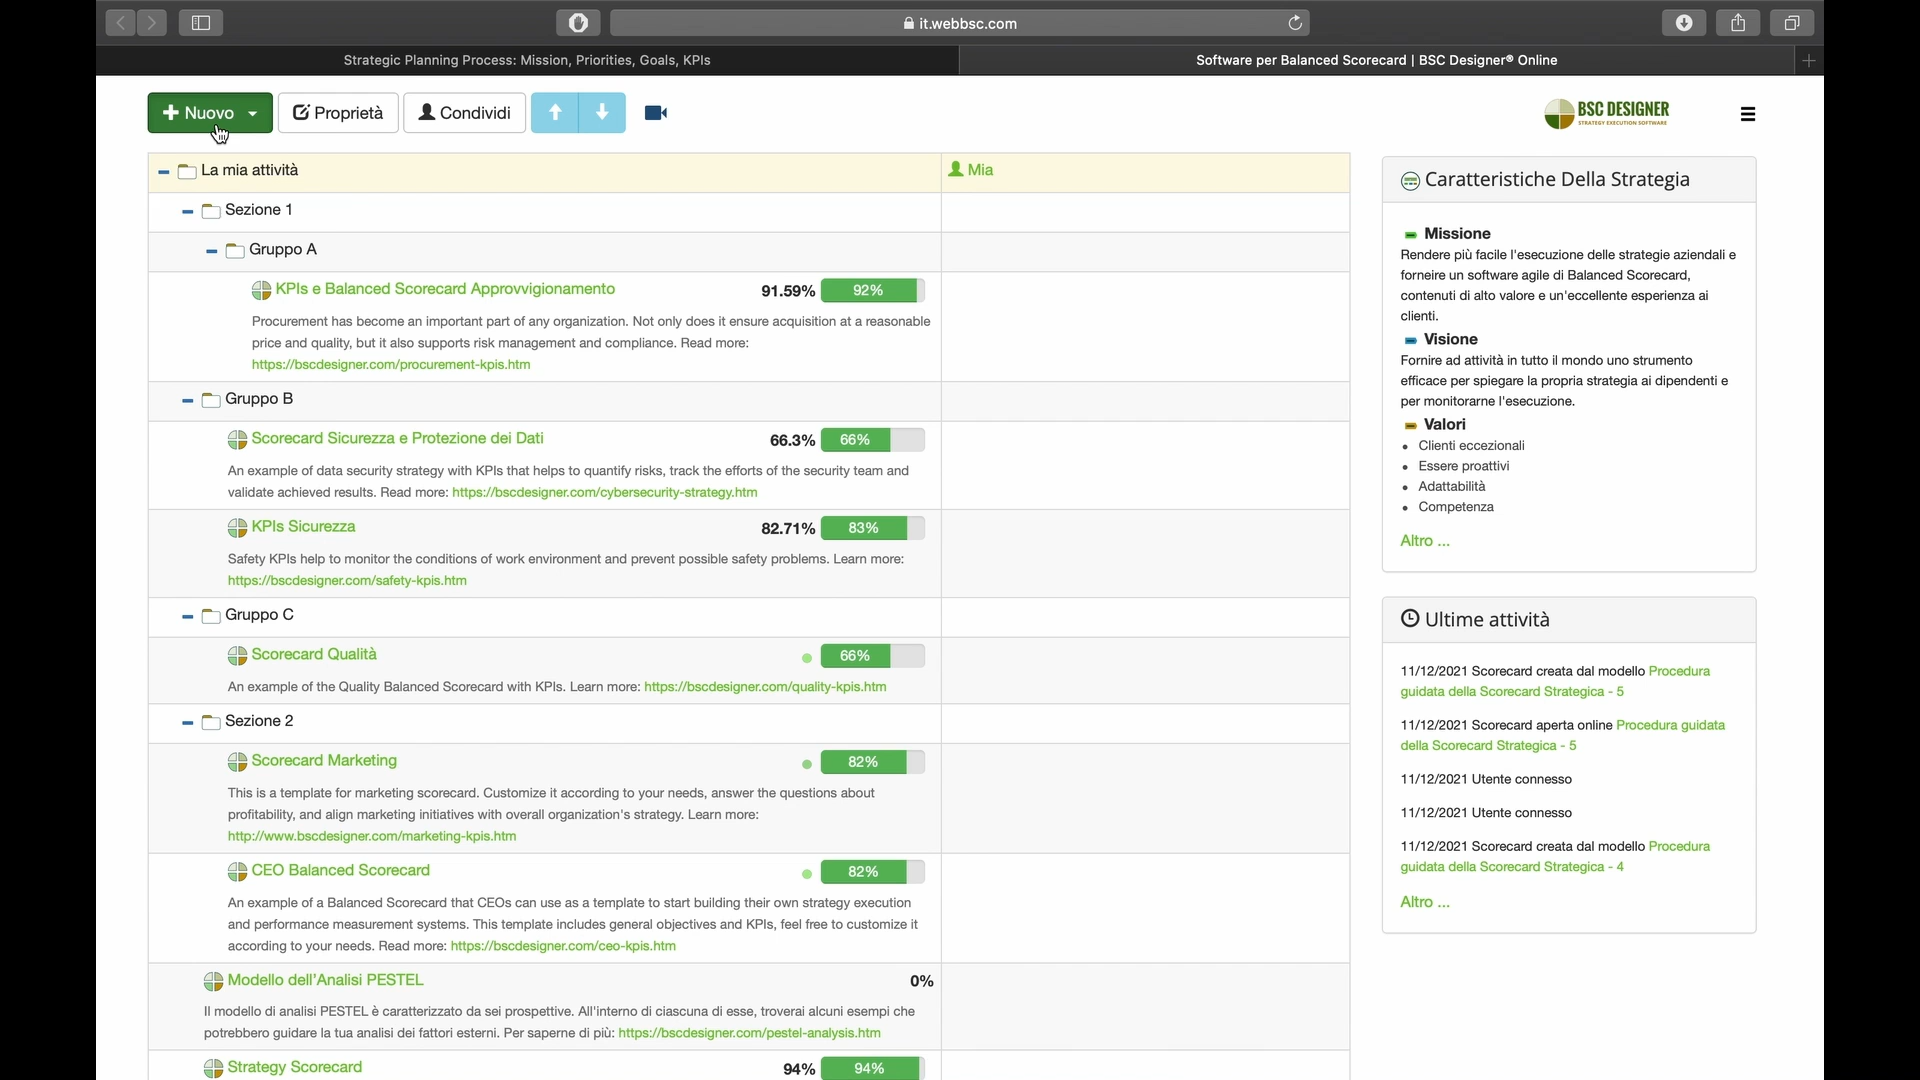 it.webbsc.com
Strategic Planning Process: Mission, Priorities, Goals, KPIs
Software per Balanced Scorecard | BSC Designer® Online
Nuovo
Proprietà
Condividi
BSC DESIGNER
STRATEGY EXECUTION SOFTWARE
La mia attività
Mia
Sezione 1
Gruppo A
KPIs e Balanced Scorecard Approvvigionamento
91.59%
92%
Procurement has become an important part of any organization. Not only does it ensure acquisition at a reasonable
price and quality, but it also supports risk management and compliance. Read more:
https://bscdesigner.com/procurement-kpis.htm
Gruppo B
Scorecard Sicurezza e Protezione dei Dati
66.3%
66%
An example of data security strategy with KPIs that helps to quantify risks, track the efforts of the security team and
validate achieved results. Read more: https://bscdesigner.com/cybersecurity-strategy.htm
KPIs Sicurezza
82.71%
83%
Safety KPIs help to monitor the conditions of work environment and prevent possible safety problems. Learn more:
https://bscdesigner.com/safety-kpis.htm
Gruppo C
Scorecard Qualità
66%
An example of the Quality Balanced Scorecard with KPIs. Learn more: https://bscdesigner.com/quality-kpis.htm
Sezione 2
Scorecard Marketing
82%
This is a template for marketing scorecard. Customize it according to your needs, answer the questions about
profitability, and align marketing initiatives with overall organization's strategy. Learn more:
http://www.bscdesigner.com/marketing-kpis.htm
CEO Balanced Scorecard
82%
An example of a Balanced Scorecard that CEOs can use as a template to start building their own strategy execution
and performance measurement systems. This template includes general objectives and KPIs, feel free to customize it
according to your needs. Read more: https://bscdesigner.com/ceo-kpis.htm
Modello dell'Analisi PESTEL
0%
Il modello di analisi PESTEL è caratterizzato da sei prospettive. All'interno di ciascuna di esse, troverai alcuni esempi che
potrebbero guidare la tua analisi dei fattori esterni. Per saperne di più: https://bscdesigner.com/pestel-analysis.htm
Strategy Scorecard
94%
94%
Caratteristiche Della Strategia
Missione
Rendere più facile l'esecuzione delle strategie aziendali e
forneire un software agile di Balanced Scorecard,
contenuti di alto valore e un'eccellente esperienza ai
clienti.
Visione
Fornire ad attività in tutto il mondo uno strumento
efficace per spiegare la propria strategia ai dipendenti e
per monitorarne l'esecuzione.
Valori
Clienti eccezionali
Essere proattivi
Adattabilità
Competenza
Altro ...
Ultime attività
11/12/2021 Scorecard creata dal modello Procedura
guidata della Scorecard Strategica - 5
11/12/2021 Scorecard aperta online Procedura guidata
della Scorecard Strategica - 5
11/12/2021 Utente connesso
11/12/2021 Utente connesso
11/12/2021 Scorecard creata dal modello Procedura
guidata della Scorecard Strategica - 4
Altro ...